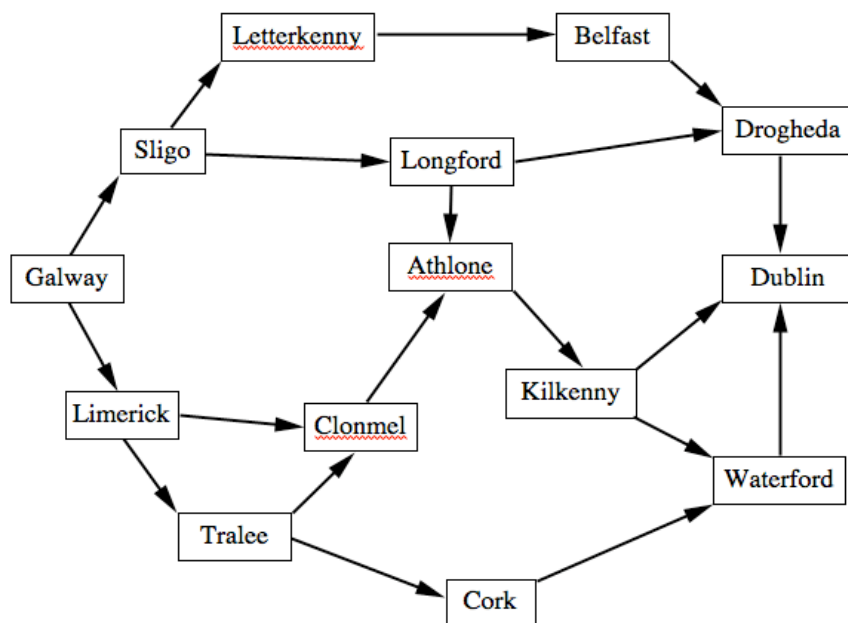 Letterkenny
Belfast
Drogheda
Sligo
Longford
Athlone
Galway
Dublin
Kilkenny
Limerick
Clonmel
Waterford
Tralee
Cork